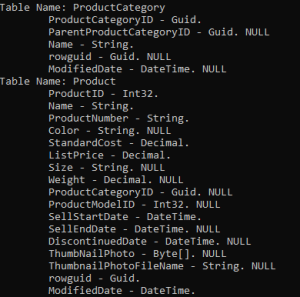 Table Name: ProductCategory
ProductCategoryID - Guid.
ParentProductCategoryID - Guid. NULL
Name - String.
rowguid - Guid. NULL
ModifiedDate - DateTime. NULL
Table Name: Product
ProductID - Int32.
Name - String.
ProductNumber - String.
Color - String. NULL
StandardCost - Decimal.
ListPrice - Decimal.
Size - String. NULL
Weight - Decimal. NULL
ProductCategoryID - Guid. NULL
ProductModelID - Int32. NULL
SellStartDate - DateTime.
SellEndDate - DateTime. NULL
DiscontinuedDate - DateTime. NULL
ThumbNailPhoto - Byte[]. NULL
ThumbnailPhotoFileName - String. NULL
rowguid - Guid.
ModifiedDate - DateTime.